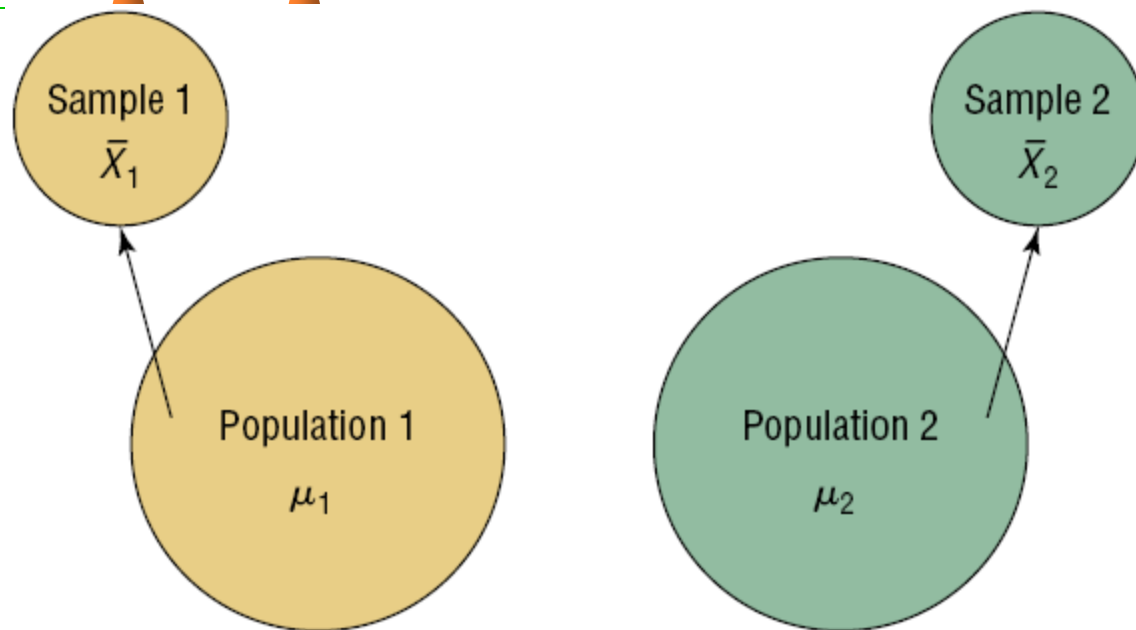 Sample 1
X̄₁
Sample 2
X̄₂
Population 1
μ₁
Population 2
μ₂